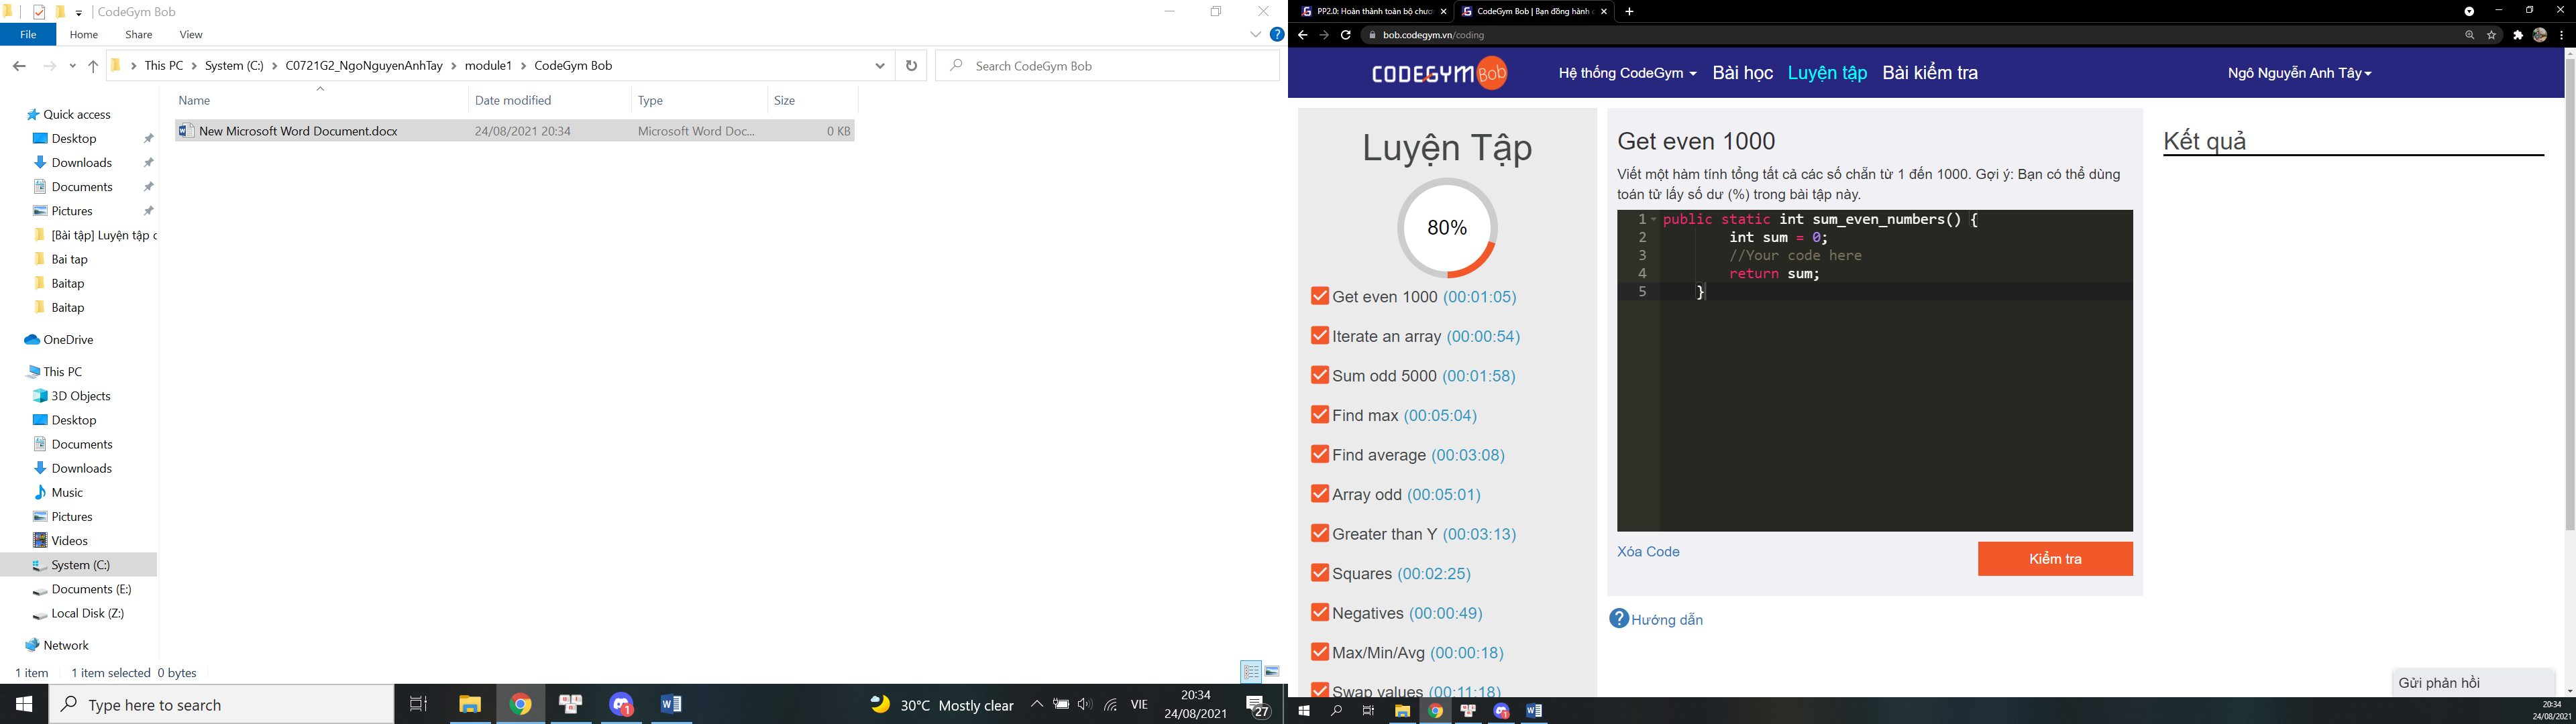 CodeGym Bob
File
Home
Share
View
This PC
System (C:)
C0721G2_NgoNguyenAnhTay
module1
CodeGym Bob
Search CodeGym Bob
Name
Date modified
Type
Size
New Microsoft Word Document.docx
24/08/2021 20:34
Microsoft Word Doc...
0 KB
Quick access
Desktop
Downloads
Documents
Pictures
[Bài tập] Luyện tập c
Bai tap
Baitap
Baitap
OneDrive
This PC
3D Objects
Desktop
Documents
Downloads
Music
Pictures
Videos
System (C:)
Documents (E:)
Local Disk (Z:)
Network
1 item
1 item selected 0 bytes
Type here to search
1
30°C Mostly clear
VIE
20:34
24/08/2021
27
PP2.0: Hoàn thành toàn bộ chươ
CodeGym Bob | Bạn đồng hành
bob.codegym.vn/coding
CODEGYM Bob
Hệ thống CodeGym
Bài học
Luyện tập
Bài kiểm tra
Ngô Nguyễn Anh Tây
Luyện Tập
80%
Get even 1000 (00:01:05)
Iterate an array (00:00:54)
Sum odd 5000 (00:01:58)
Find max (00:05:04)
Find average (00:03:08)
Array odd (00:05:01)
Greater than Y (00:03:13)
Squares (00:02:25)
Negatives (00:00:49)
Max/Min/Avg (00:00:18)
Swap values (00:11:18)
Get even 1000
Viết một hàm tính tổng tất cả các số chẵn từ 1 đến 1000. Gợi ý: Bạn có thể dùng
toán tử lấy số dư (%) trong bài tập này.
1 public static int sum_even_numbers() {
2 int sum = 0;
3 //Your code here
4 return sum;
5 }
Xóa Code
Kiểm tra
Hướng dẫn
Kết quả
Gửi phản hồi
1
20:34
24/08/2021